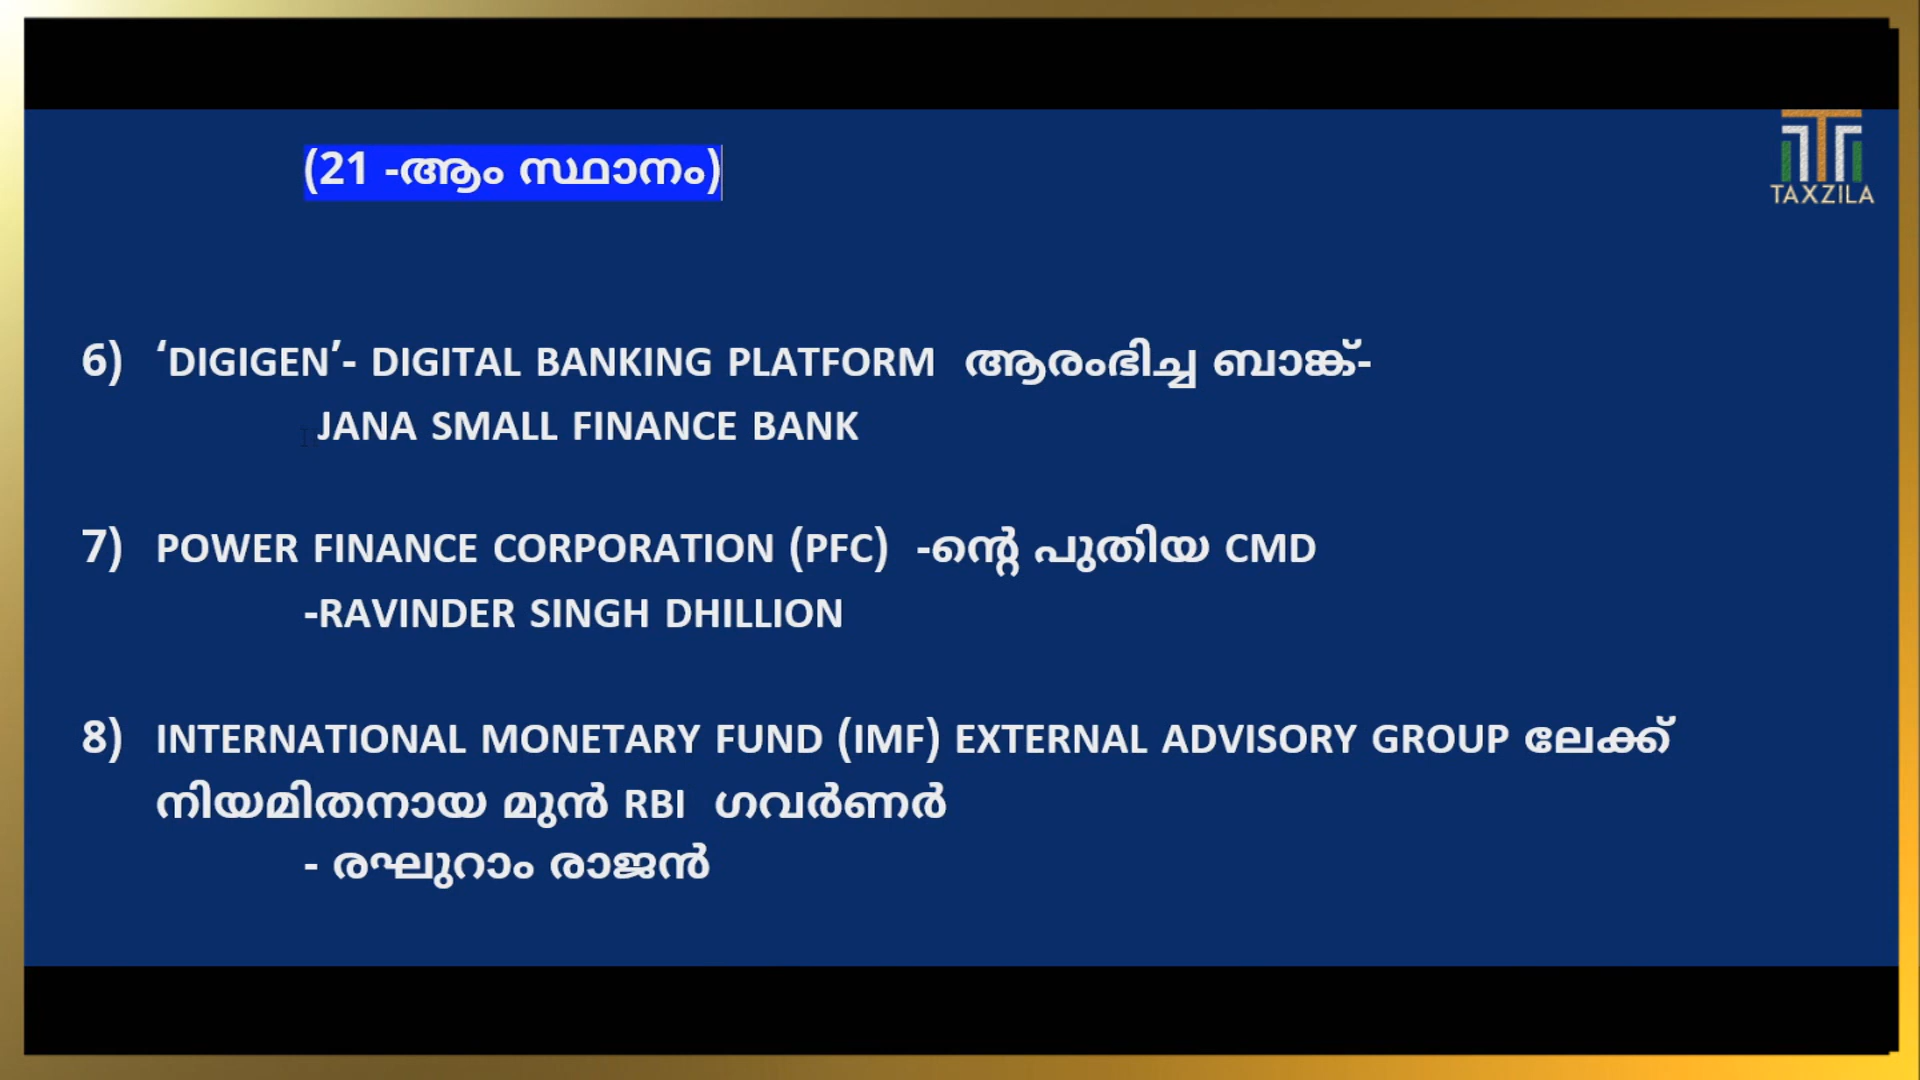 (21 -ആം സ്ഥാനം)
TAXZILA
6) ‘DIGIGEN’- DIGITAL BANKING PLATFORM ആരംഭിച്ച ബാങ്ക്-
JANA SMALL FINANCE BANK
7) POWER FINANCE CORPORATION (PFC) -ന്റെ പുതിയ CMD
-RAVINDER SINGH DHILLION
8) INTERNATIONAL MONETARY FUND (IMF) EXTERNAL ADVISORY GROUP ലേക്ക്
നിയമിതനായ മുൻ RBI ഗവർണർ
- രഘുറാം രാജൻ